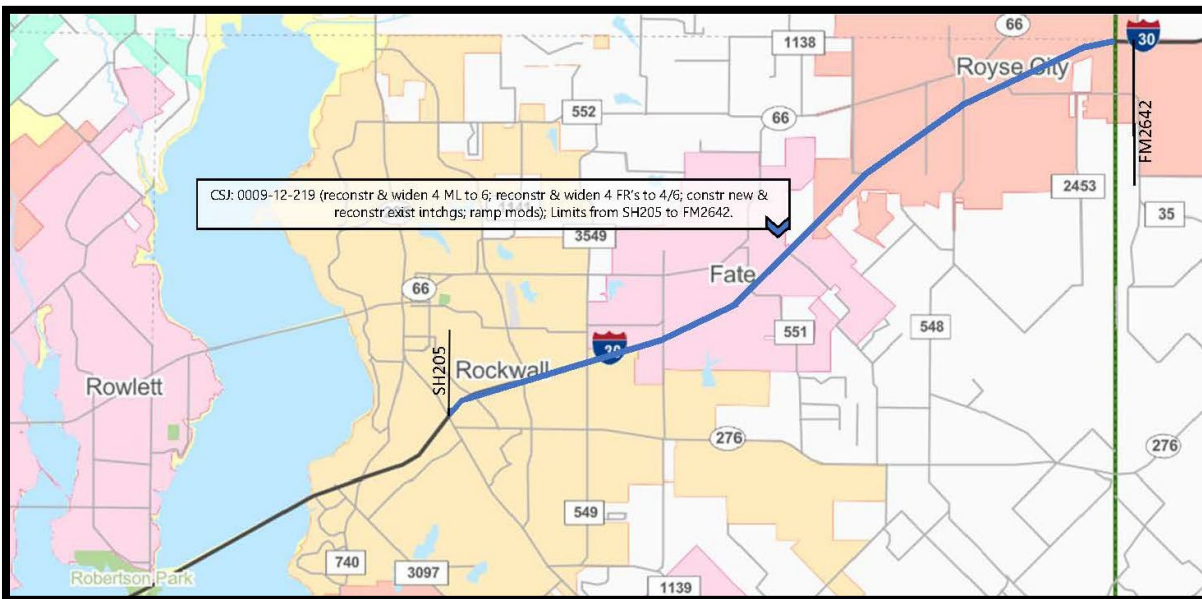 66
30
1138
Royse City
552
66
FM2642
2453
CSJ: 0009-12-219 (reconstr & widen 4 ML to 6; reconstr & widen 4 FR's to 4/6; constr new &
reconstr exist intchgs; ramp mods); Limits from SH205 to FM2642.
35
3549
Fate
66
551
548
SH205
Rockwall
Rowlett
276
276
549
740
3097
Robertson Park
1139